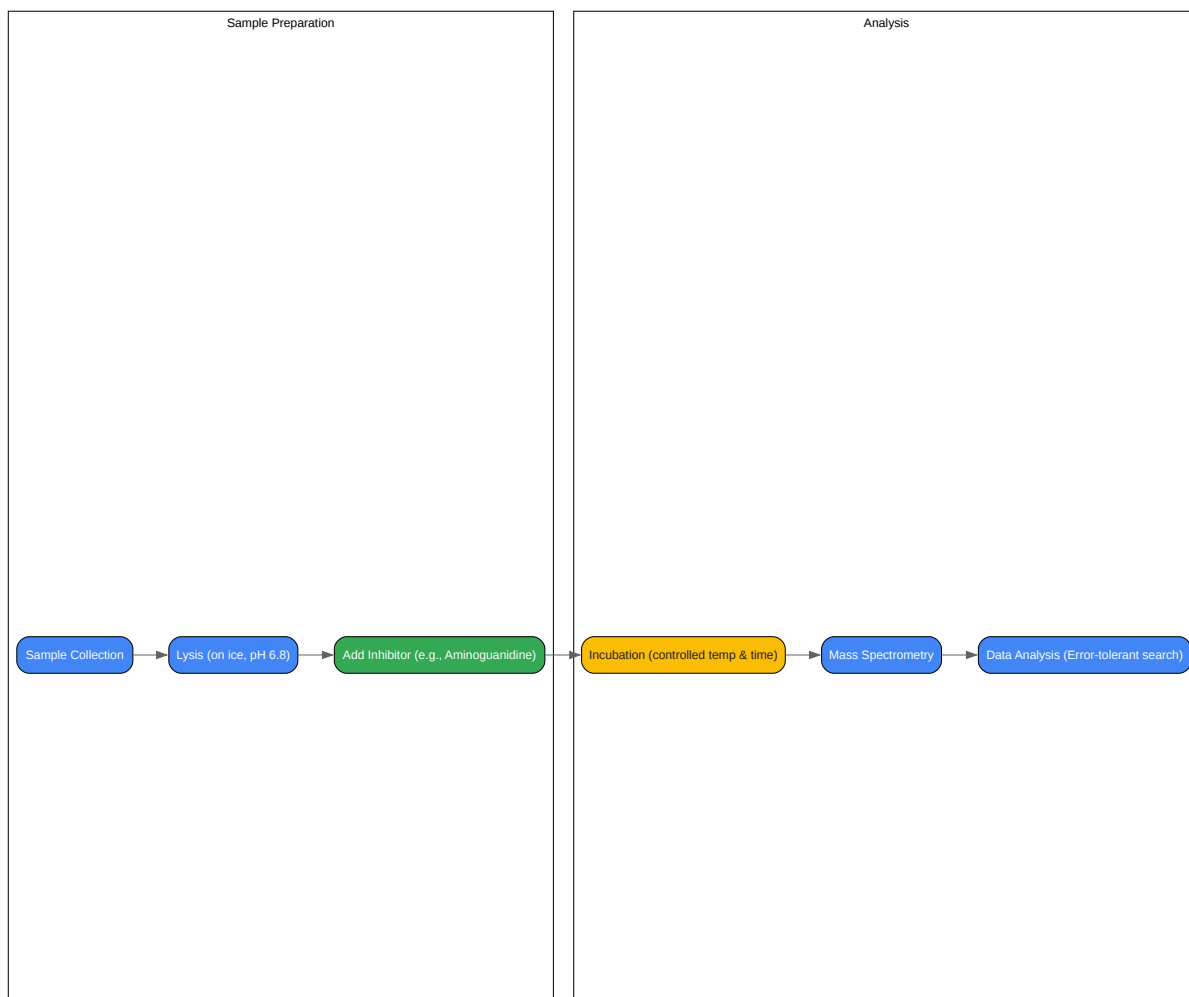 Sample Preparation
Analysis
Sample Collection
Lysis (on ice, pH 6.8)
Add Inhibitor (e.g., Aminoguanidine)
Incubation (controlled temp & time)
Mass Spectrometry
Data Analysis (Error-tolerant search)